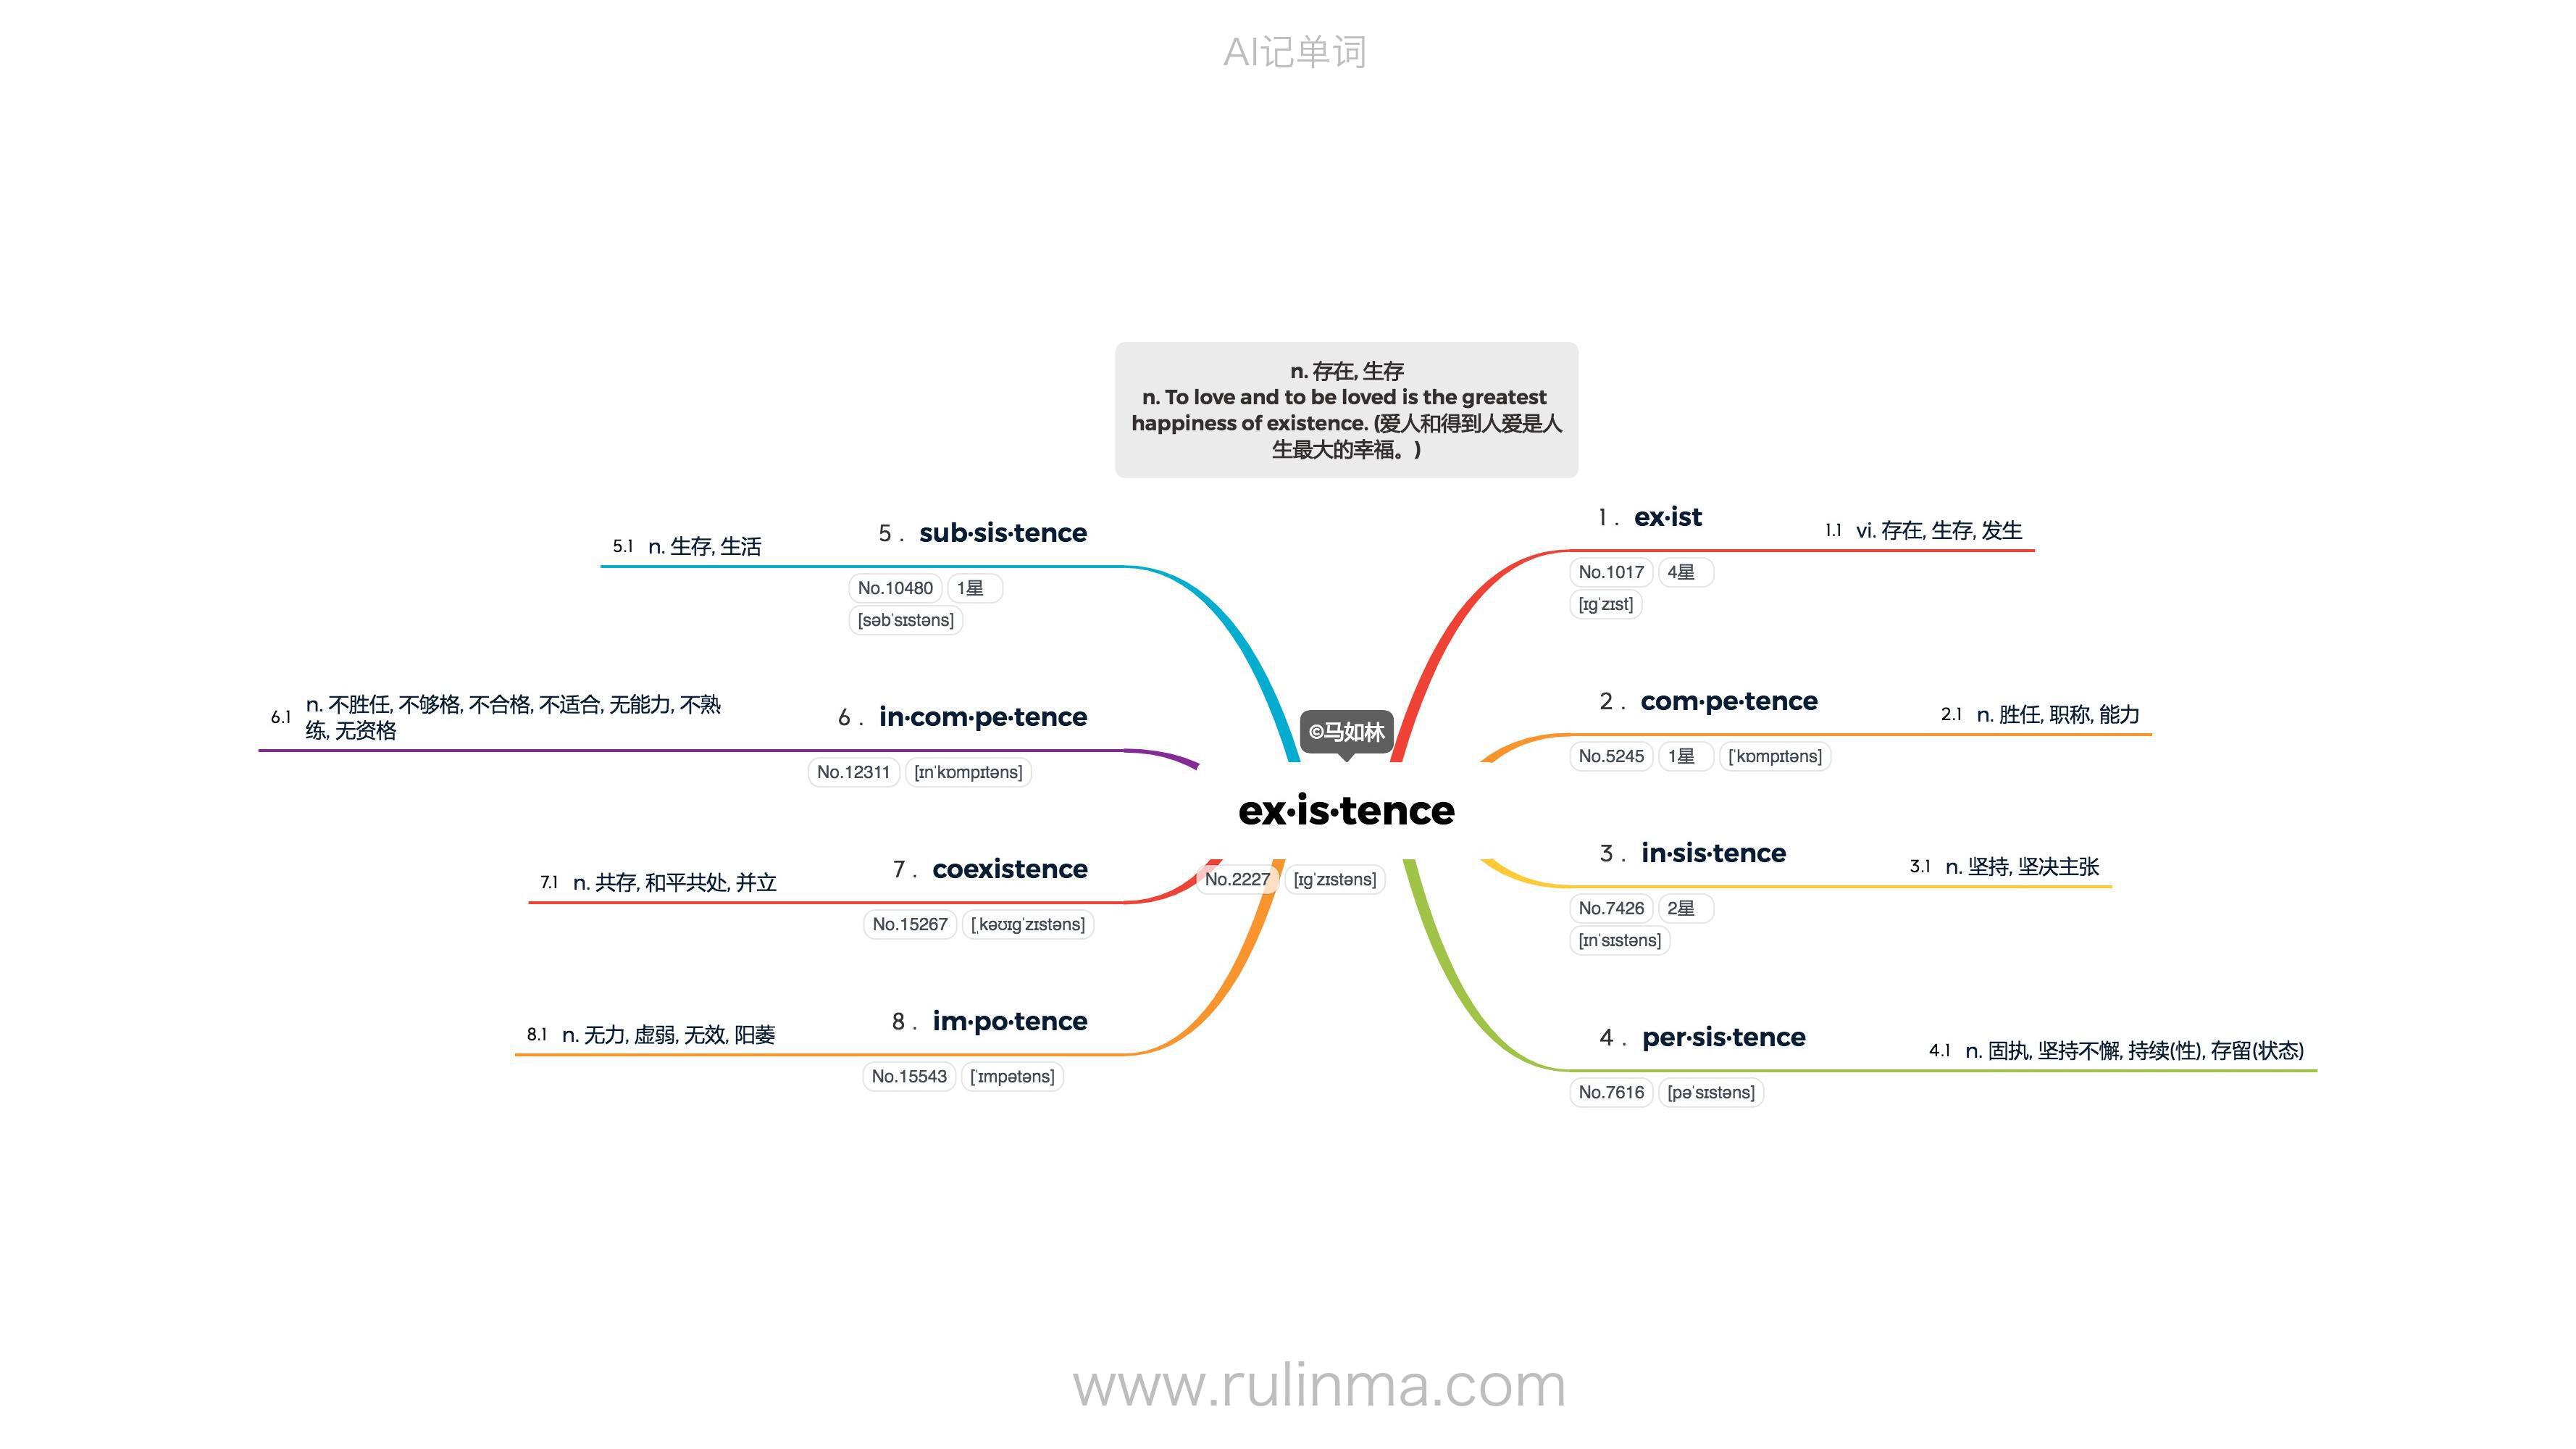 AI记单词
n. 存在, 生存
n. To love and to be loved is the greatest
happiness of existence. (爱人和得到人爱是人
生最大的幸福。)
©马如林
ex·is·tence
No.2227 [ɪgˈzɪstəns]
1 . ex·ist
1.1 vi. 存在, 生存, 发生
No.1017 4星
[ɪgˈzɪst]
2 . com·pe·tence
2.1 n. 胜任, 职称, 能力
No.5245 1星 [ˈkɒmpɪtəns]
3 . in·sis·tence
3.1 n. 坚持, 坚决主张
No.7426 2星
[ɪnˈsɪstəns]
4 . per·sis·tence
4.1 n. 固执, 坚持不懈, 持续(性), 存留(状态)
No.7616 [pəˈsɪstəns]
5 . sub·sis·tence
5.1 n. 生存, 生活
No.10480 1星
[səbˈsɪstəns]
6 . in·com·pe·tence
6.1 n. 不胜任, 不够格, 不合格, 不适合, 无能力, 不熟
练, 无资格
No.12311 [ɪnˈkɒmpɪtəns]
7 . coexistence
7.1 n. 共存, 和平共处, 并立
No.15267 [ˌkəʊɪgˈzɪstəns]
8 . im·po·tence
8.1 n. 无力, 虚弱, 无效, 阳萎
No.15543 [ˈɪmpətəns]
www.rulinma.com